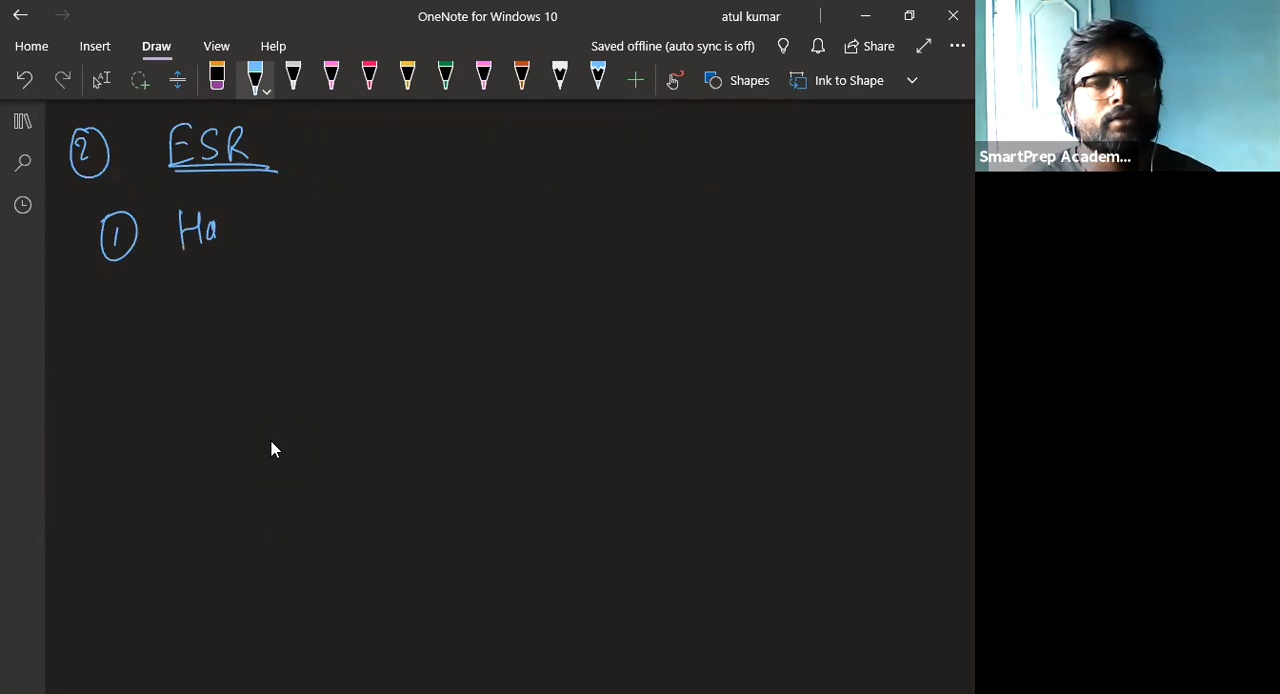 OneNote for Windows 10
atul kumar
Home Insert Draw View Help
Saved offline (auto sync is off)
Share
Shapes
Ink to Shape
SmartPrep Academ...
2 ESR
1 Ha